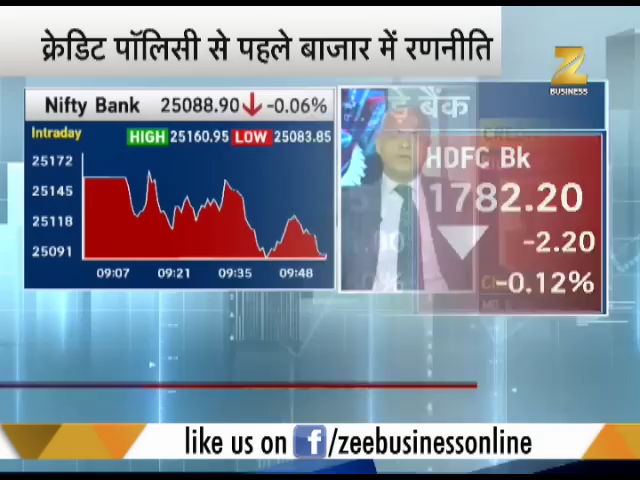 क्रेडिट पॉलिसी से पहले बाजार में रणनीति
Z
BUSINESS
Nifty Bank 25088.90 -0.06%
Intraday HIGH 25160.95 LOW 25083.85
25172
25145
25118
25091
09:07 09:21 09:35 09:48
बैंक
HDFC Bk
1782.20
-2.20
-0.12%
like us on f/zeebusinessonline